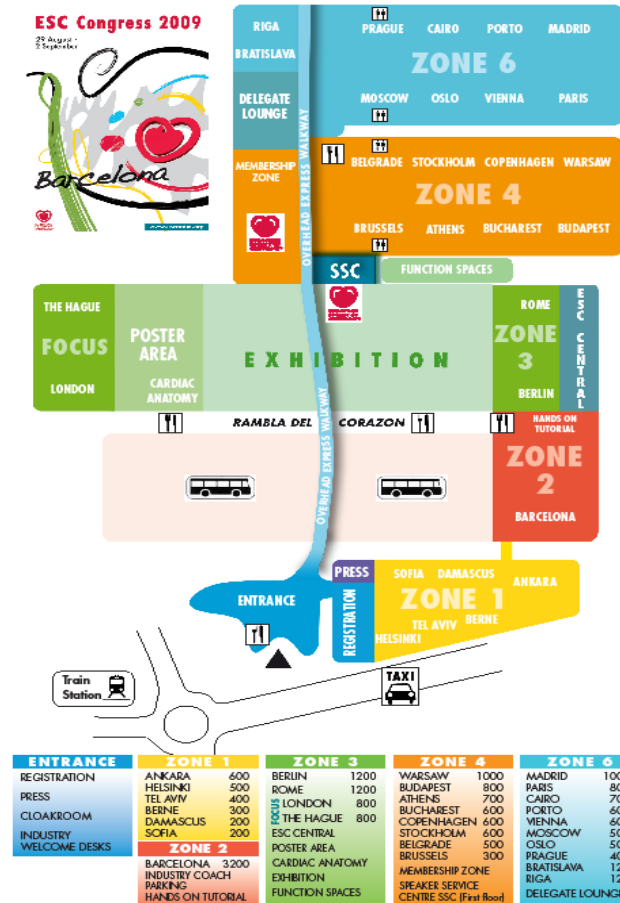 ESC Congress 2009
29 August -
2 September
Barcelona
RIGA
BRATISLAVA
DELEGATE
LOUNGE
MEMBERSHIP
ZONE
OVERHEAD EXPRESS WALKWAY
PRAGUE CAIRO PORTO MADRID
ZONE 6
MOSCOW OSLO VIENNA PARIS
BELGRADE STOCKHOLM COPENHAGEN WARSAW
ZONE 4
BRUSSELS ATHENS BUCHAREST BUDAPEST
SSC
FUNCTION SPACES
THE HAGUE
FOCUS
LONDON
POSTER
AREA
CARDIAC
ANATOMY
EXHIBITION
ROME
ZONE
3
BERLIN
ESC CENTRAL
RAMBLA DEL CORAZON
OVERHEAD EXPRESS WALKWAY
HANDS ON
TUTORIAL
ZONE
2
BARCELONA
ENTRANCE
PRESS
REGISTRATION
SOFIA DAMASCUS ANKARA
ZONE 1
TEL AVIV BERNE
HELSINKI
Train
Station
TAXI
ENTRANCE
REGISTRATION
PRESS
CLOAKROOM
INDUSTRY
WELCOME DESKS
ZONE 1
ANKARA 600
HELSINKI 500
TEL AVIV 400
BERNE 300
DAMASCUS 200
SOFIA 200
ZONE 2
BARCELONA 3200
INDUSTRY COACH
PARKING
HANDS ON TUTORIAL
ZONE 3
BERLIN 1200
ROME 1200
FOCUS
LONDON 800
THE HAGUE 800
ESC CENTRAL
POSTER AREA
CARDIAC ANATOMY
EXHIBITION
FUNCTION SPACES
ZONE 4
WARSAW 1000
BUDAPEST 800
ATHENS 700
BUCHAREST 600
COPENHAGEN 600
STOCKHOLM 600
BELGRADE 500
BRUSSELS 300
MEMBERSHIP ZONE
SPEAKER SERVICE
CENTRE SSC (First floor)
ZONE 6
MADRID
PARIS
CAIRO
PORTO
VIENNA
MOSCOW
OSLO
PRAGUE
BRATISLAVA
RIGA
DELEGATE LOUNGE